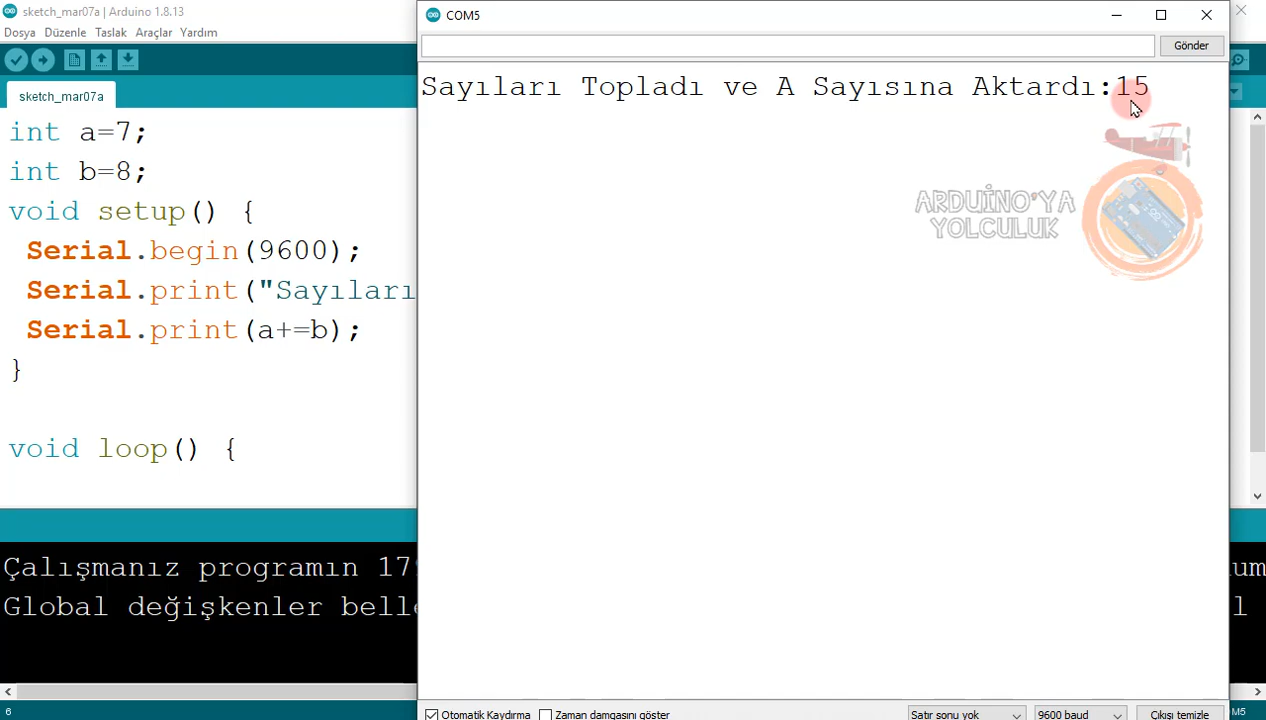 sketch_mar07a | Arduino 1.8.13
Dosya Düzenle Taslak Araçlar Yardım
sketch_mar07a
int a=7;
int b=8;
void setup() {
Serial.begin(9600);
Serial.print("Sayıları
Serial.print(a+=b);
}
void loop() {
Çalışmanız programın
Global değişkenler
6
COM5
Gönder
Sayıları Topladı ve A Sayısına Aktardı:15
ARDUİNO'YA
YOLCULUK
Otomatik Kaydırma
Zaman damgasını göster
Satır sonu yok
9600 baud
Çıkışı temizle
M5